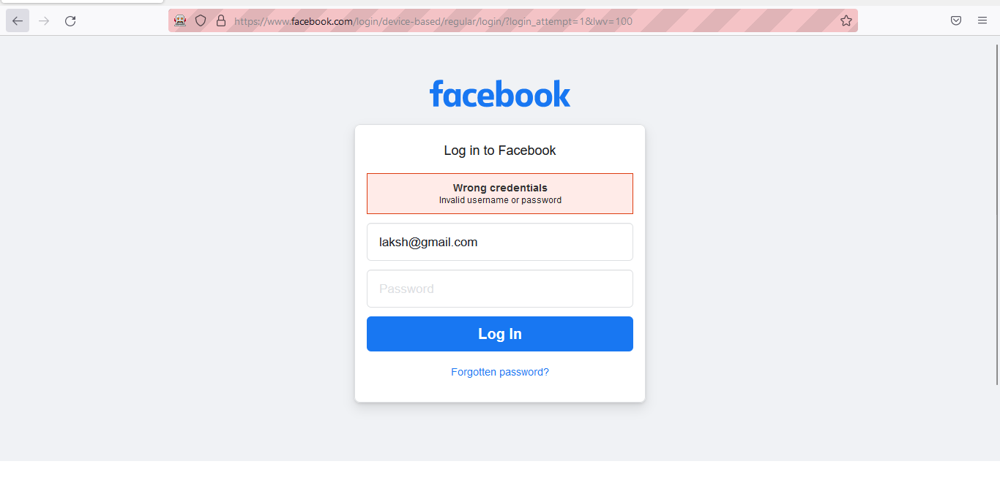 https://www.facebook.com/login/device-based/regular/login/?login_attempt=1&lwv=100
facebook
Log in to Facebook
Wrong credentials
Invalid username or password
laksh@gmail.com
Password
Log In
Forgotten password?